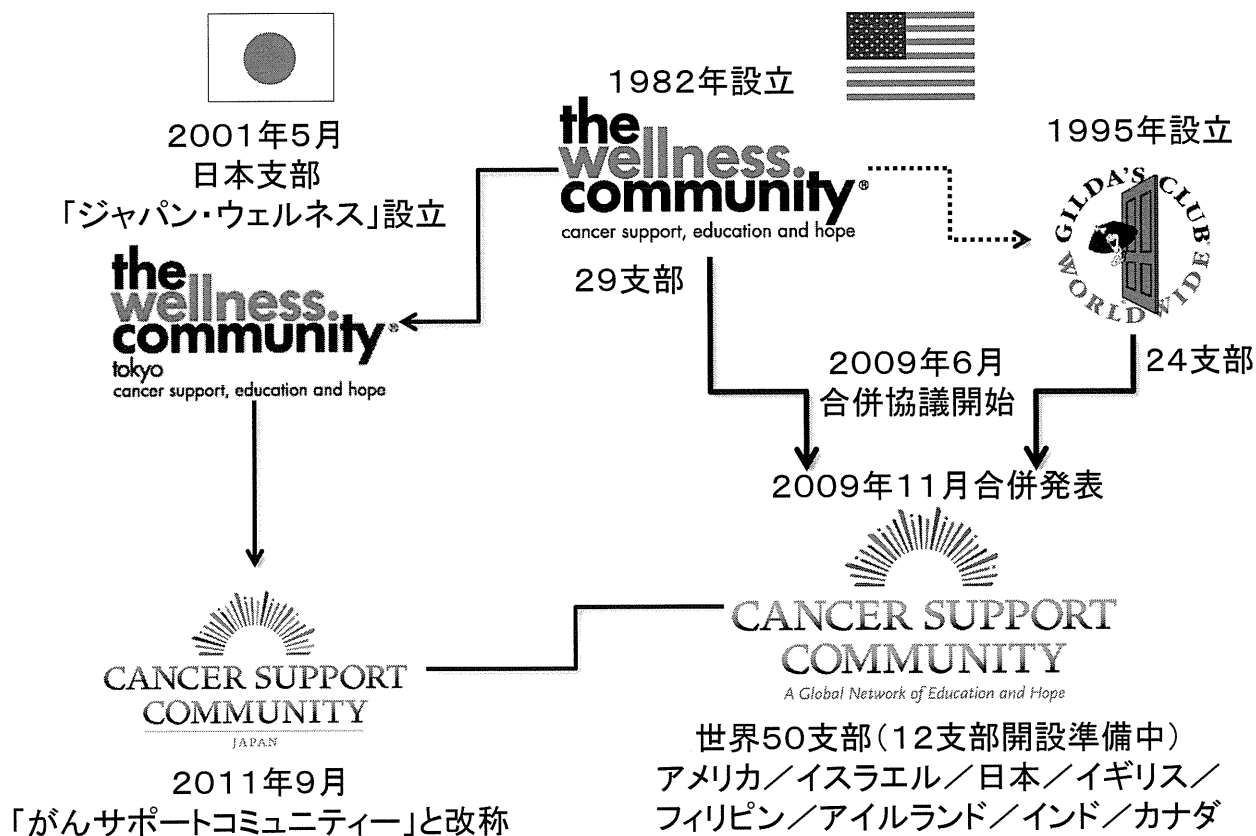 2001年5月
日本支部
「ジャパン・ウェルネス」設立
the
wellness.
community®
tokyo
cancer support, education and hope
1982年設立
the
wellness.
community®
cancer support, education and hope
29支部
1995年設立
GILDA'S CLUB®
WORLDWIDE
24支部
2009年6月
合併協議開始
2009年11月合併発表
CANCER SUPPORT
COMMUNITY
A Global Network of Education and Hope
世界50支部(12支部開設準備中)
アメリカ/イスラエル/日本/イギリス/
フィリピン/アイルランド/インド/カナダ
CANCER SUPPORT
COMMUNITY
JAPAN
2011年9月
「がんサポートコミュニティー」と改称